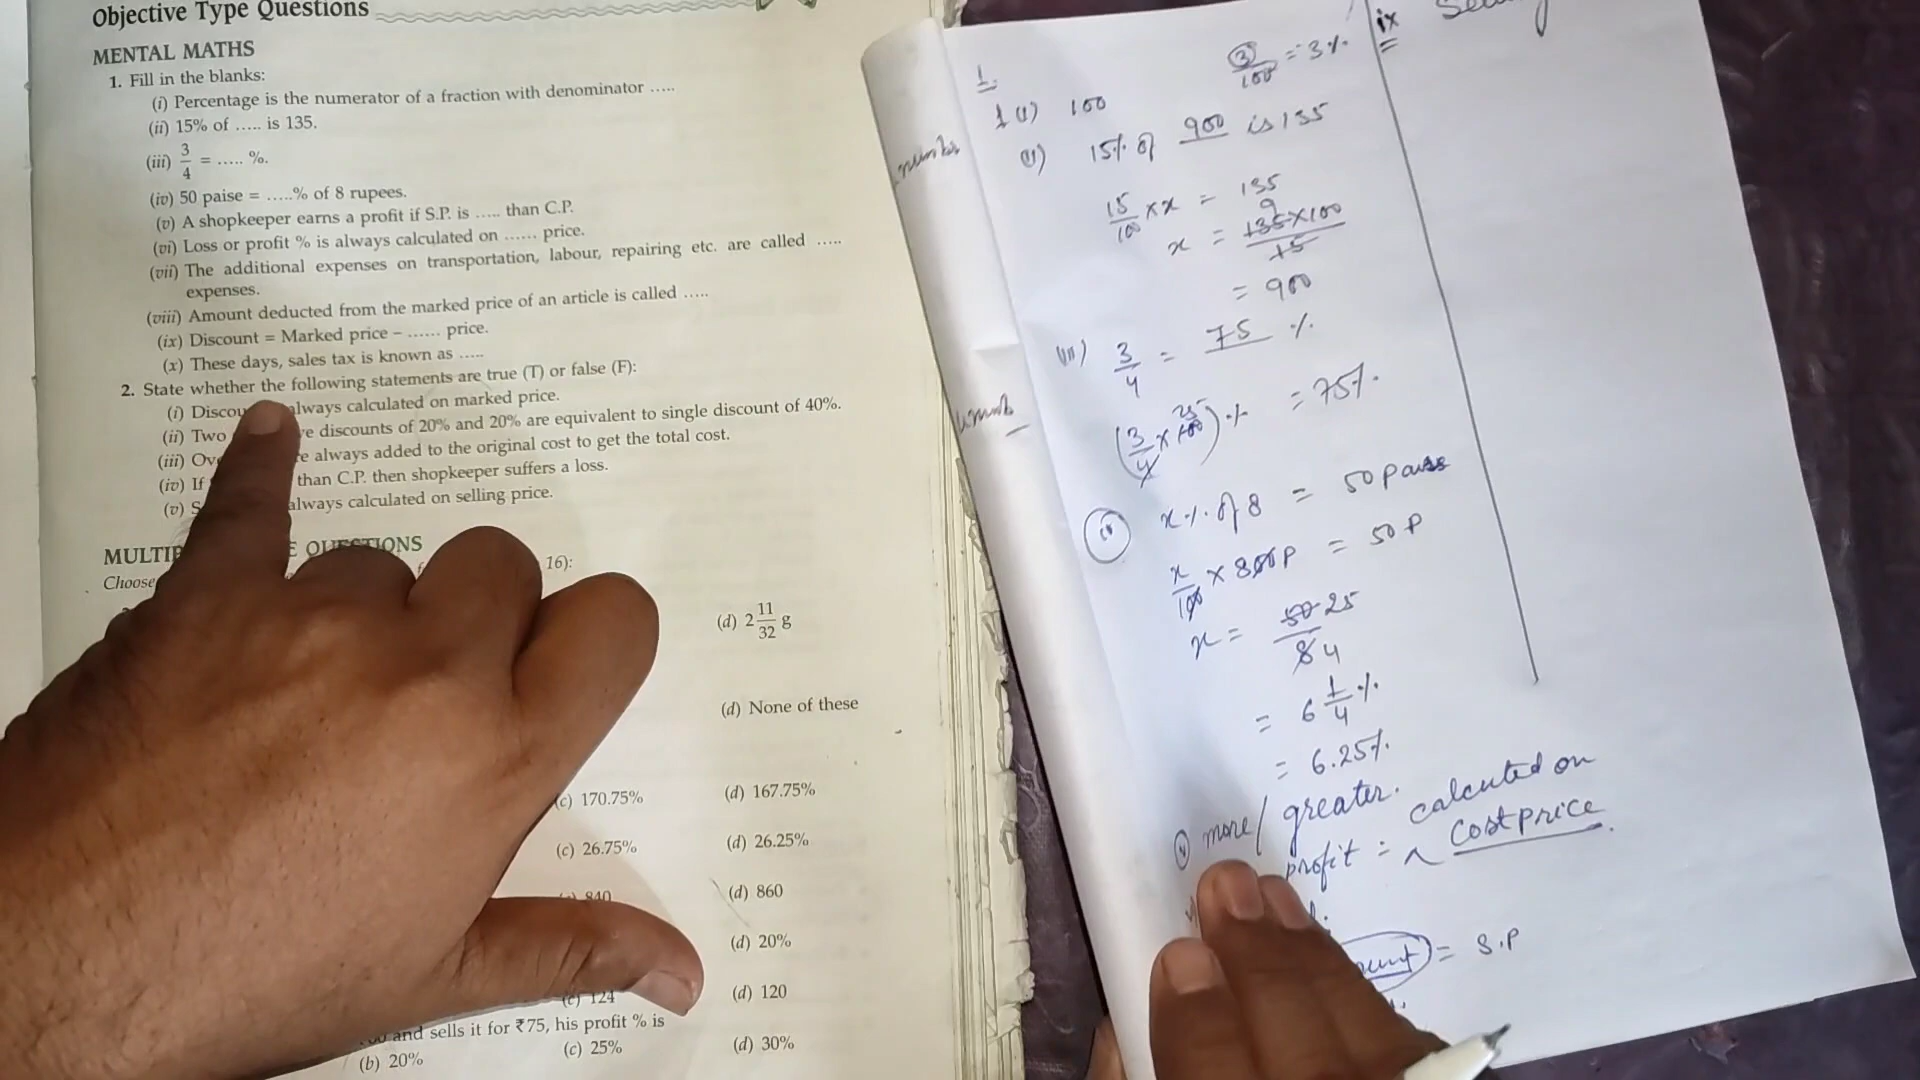 Objective Type Questions
MENTAL MATHS
1. Fill in the blanks:
(i) Percentage is the numerator of a fraction with denominator .....
(ii) 15% of ..... is 135.
(iii) 3/4 = ..... %.
(iv) 50 paise = .....% of 8 rupees.
(v) A shopkeeper earns a profit if S.P. is ..... than C.P.
(vi) Loss or profit % is always calculated on ...... price.
(vii) The additional expenses on transportation, labour, repairing etc. are called .....
expenses.
(viii) Amount deducted from the marked price of an article is called .....
(ix) Discount = Marked price – ...... price.
(x) These days, sales tax is known as .....
2. State whether the following statements are true (T) or false (F):
(i) always calculated on marked price.
(ii) Two discounts of 20% and 20% are equivalent to single discount of 40%.
(iii) always added to the original cost to get the total cost.
(iv) If than C.P. then shopkeeper suffers a loss.
(v) always calculated on selling price.
QUESTIONS
Choose 16):
(d) 2 11/32 g
(d) None of these
(c) 170.75% (d) 167.75%
(c) 26.75% (d) 26.25%
840 (d) 860
(d) 20%
(c) 124 (d) 120
and sells it for ₹75, his profit % is
(b) 20% (c) 25% (d) 30%
1.
3/100 = 3%
ix
1 (i) 100
(ii) 15% of 900 is 135
15/100 × x = 135
x = 135×100/15 9
= 900
(iii) 3/4 = 75 %
(3/4 × 100 25) % = 75%.
(iv) x% of 8 = 50 paise
x/100 × 800P = 50 P
x = 50 25/8 4
= 6 1/4 %
= 6.25%.
(v) more/greater.
profit = calcuted on
cost price.
= S.P